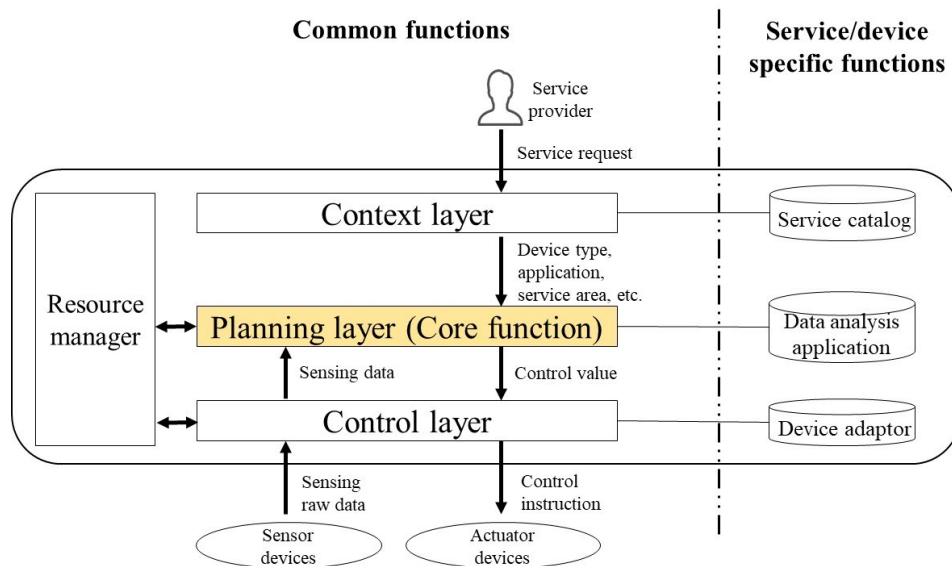 Common functions
Service/device
specific functions
Service
provider
Service request
Context layer
Service catalog
Device type,
application,
service area, etc.
Resource
manager
Planning layer (Core function)
Data analysis
application
Sensing data
Control value
Control layer
Device adaptor
Sensing
raw data
Control
instruction
Sensor
devices
Actuator
devices